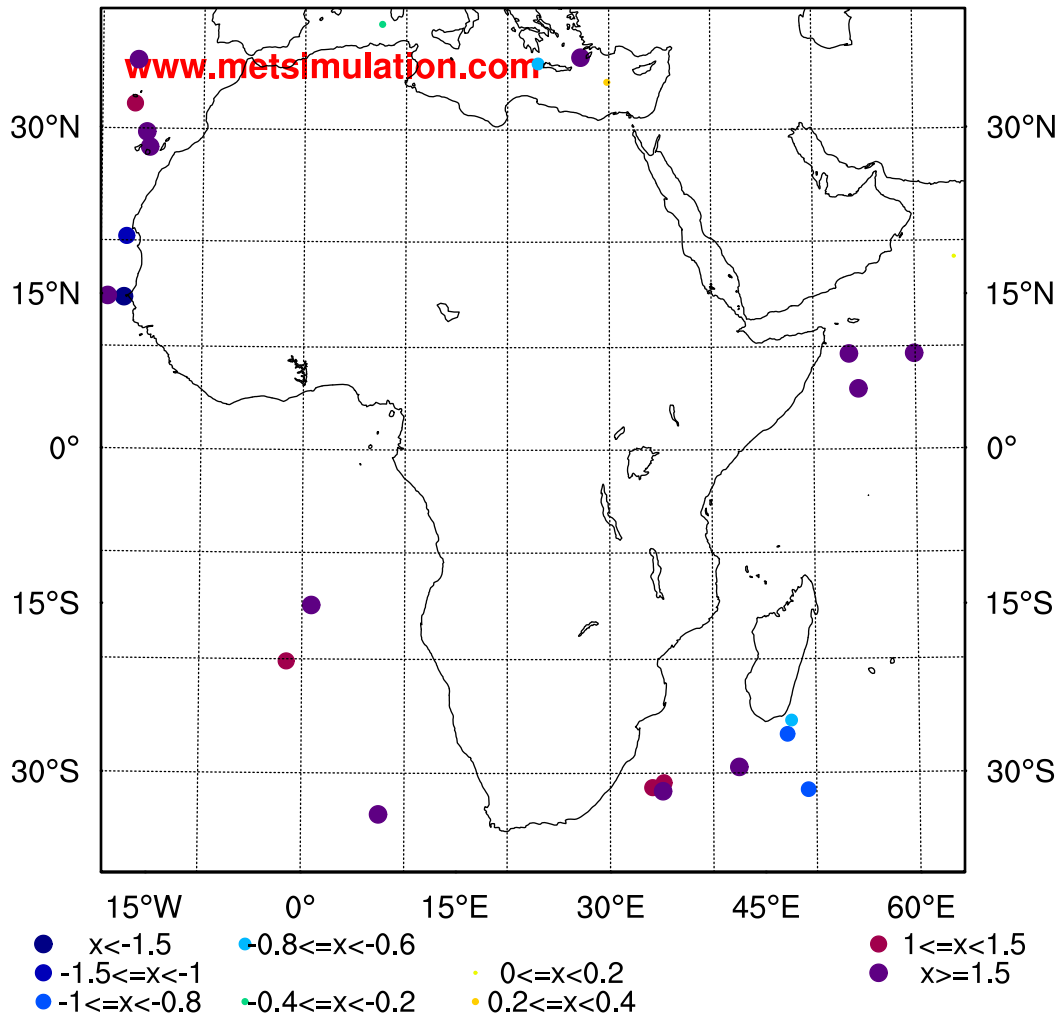 www.metsimulation.com
30°N 30°N
15°N 15°N
0° 0°
15°S 15°S
30°S 30°S
15°W 0° 15°E 30°E 45°E 60°E
x<-1.5 -0.8<=x<-0.6 1<=x<1.5
-1.5<=x<-1 0<=x<0.2 x>=1.5
-1<=x<-0.8 -0.4<=x<-0.2 0.2<=x<0.4